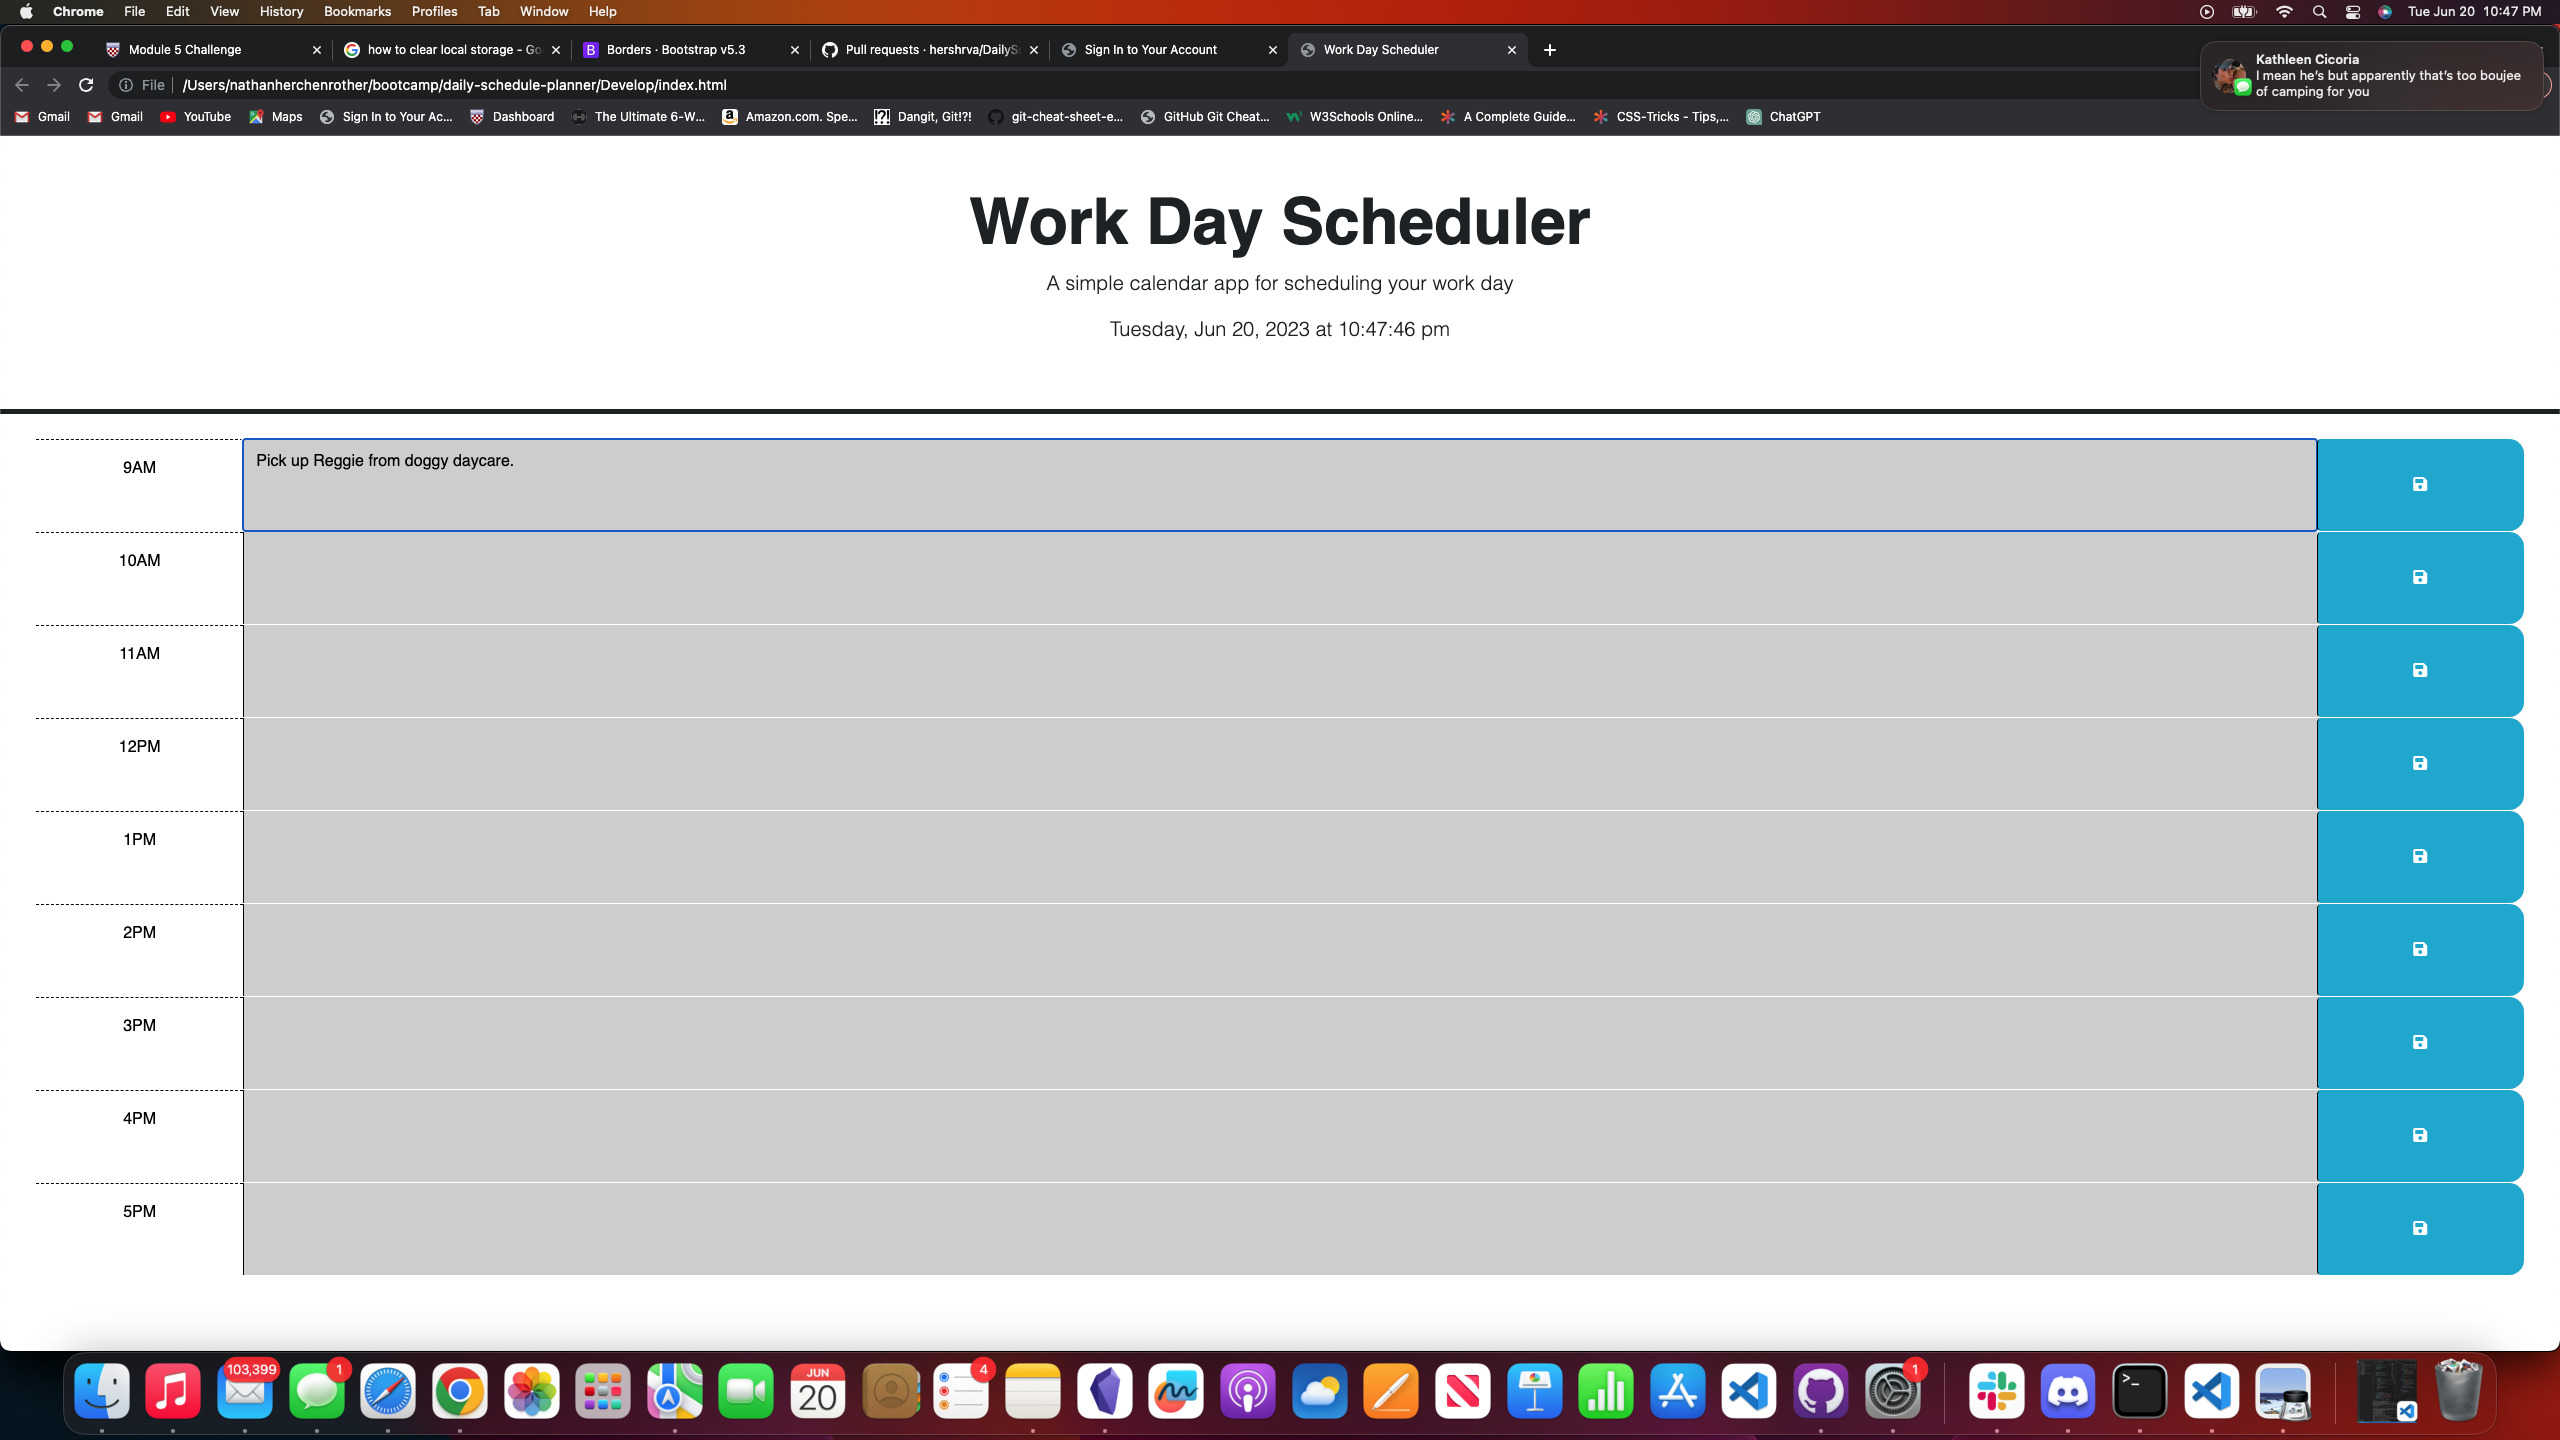 Chrome File Edit View History Bookmarks Profiles Tab Window Help Tue Jun 20 10:47 PM
Module 5 Challenge how to clear local storage - Go Borders · Bootstrap v5.3 Pull requests · hershrva/DailyS Sign In to Your Account Work Day Scheduler
File /Users/nathanherchenrother/bootcamp/daily-schedule-planner/Develop/index.html
Kathleen Cicoria
I mean he's but apparently that's too boujee
of camping for you
Gmail Gmail YouTube Maps Sign In to Your Ac... Dashboard The Ultimate 6-W... Amazon.com. Spe... Dangit, Git!?! git-cheat-sheet-e... GitHub Git Cheat... W3Schools Online... A Complete Guide... CSS-Tricks - Tips,... ChatGPT
Work Day Scheduler
A simple calendar app for scheduling your work day
Tuesday, Jun 20, 2023 at 10:47:46 pm
9AM Pick up Reggie from doggy daycare.
10AM
11AM
12PM
1PM
2PM
3PM
4PM
5PM
103,399 1 JUN 20 4 1